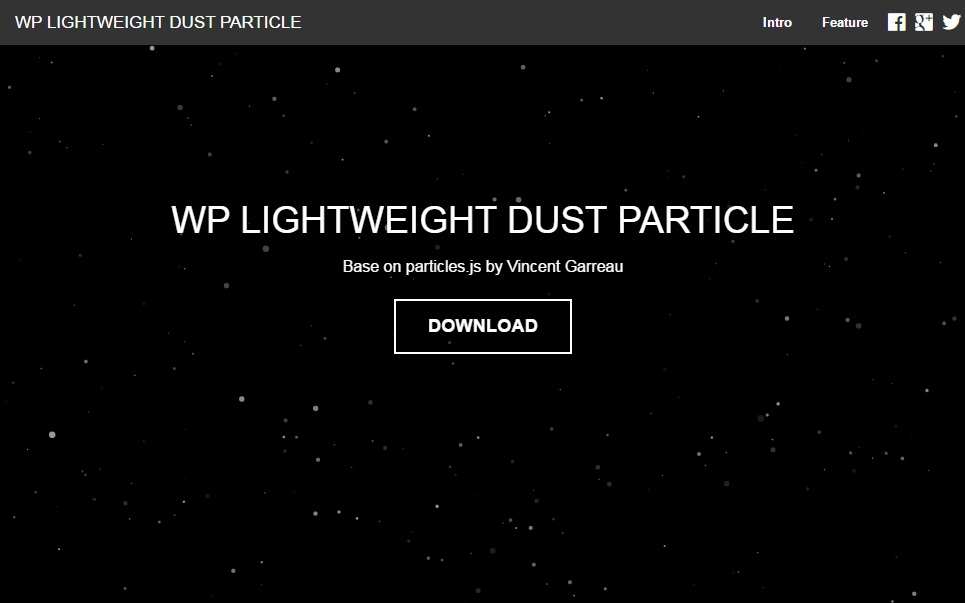 WP LIGHTWEIGHT DUST PARTICLE
Intro Feature
WP LIGHTWEIGHT DUST PARTICLE
Base on particles.js by Vincent Garreau
DOWNLOAD